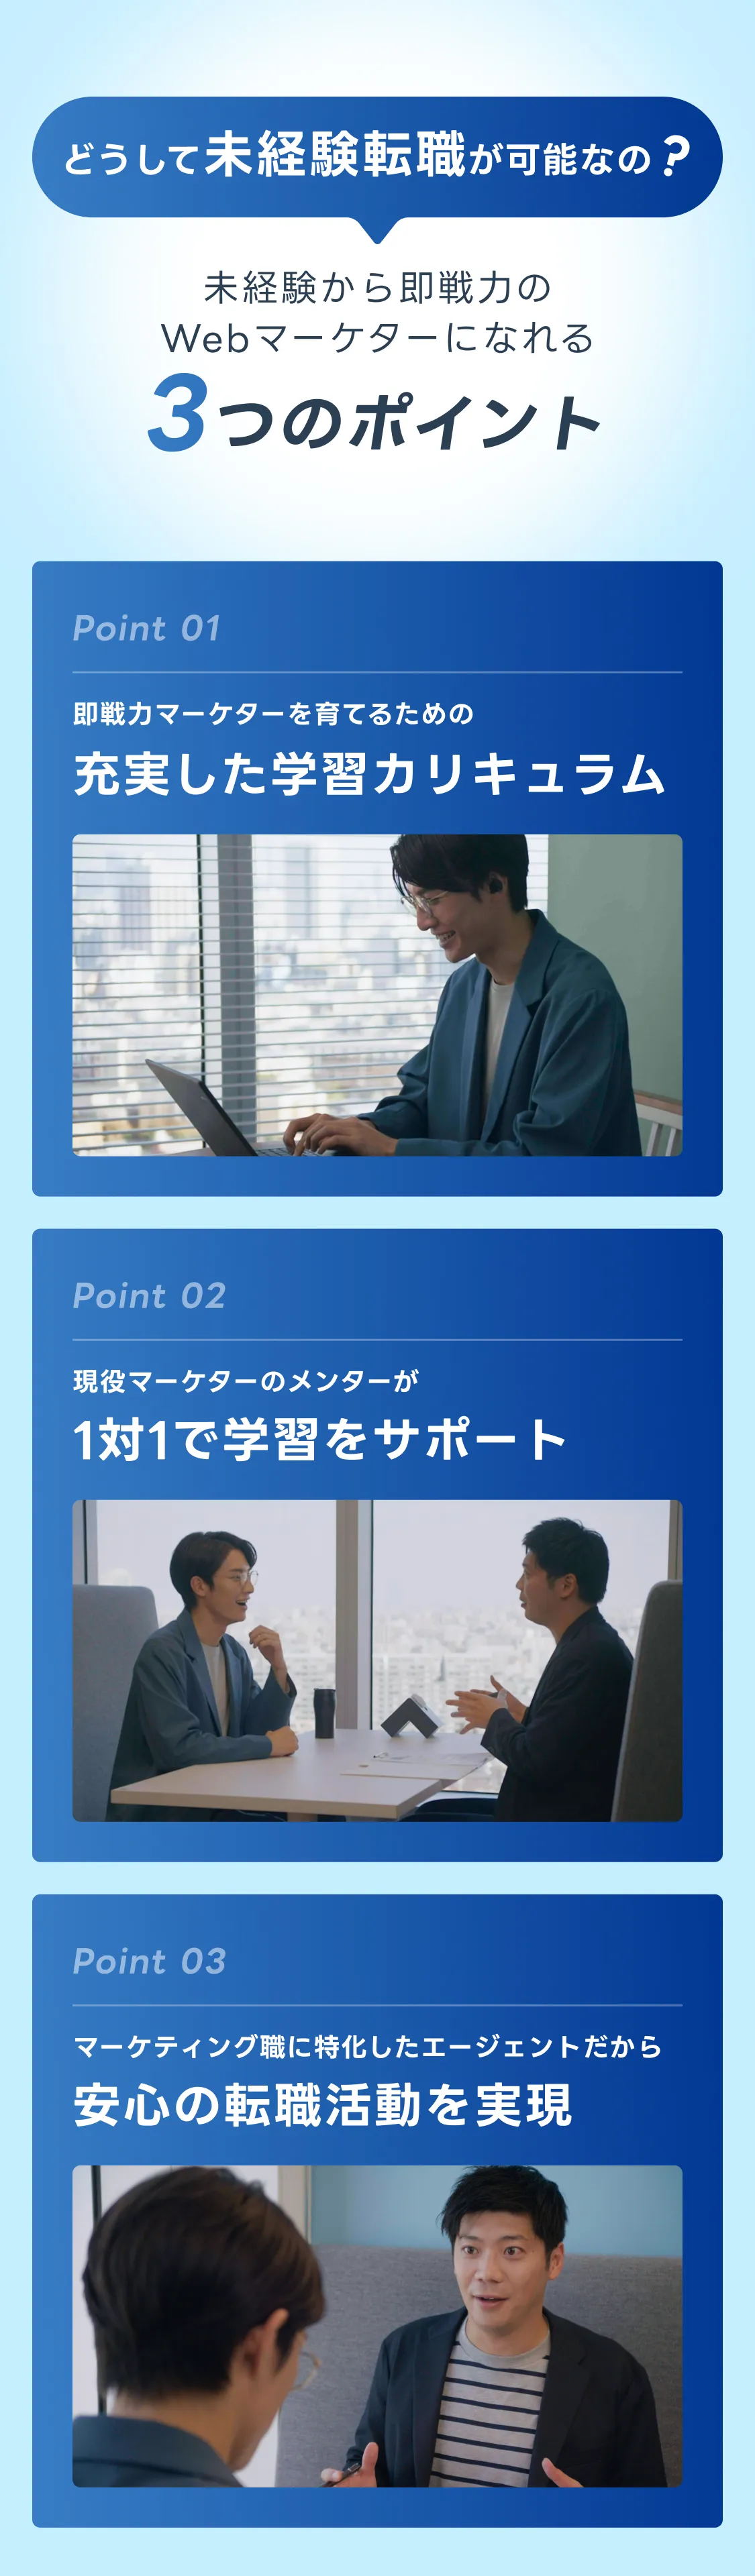 どうして未経験転職が可能なの?
未経験から即戦力の
Webマーケターになれる
3つのポイント
Point 01
即戦力マーケターを育てるための
充実した学習カリキュラム
Point 02
現役マーケターのメンターが
1対1で学習をサポート
Point 03
マーケティング職に特化したエージェントだから
安心の転職活動を実現